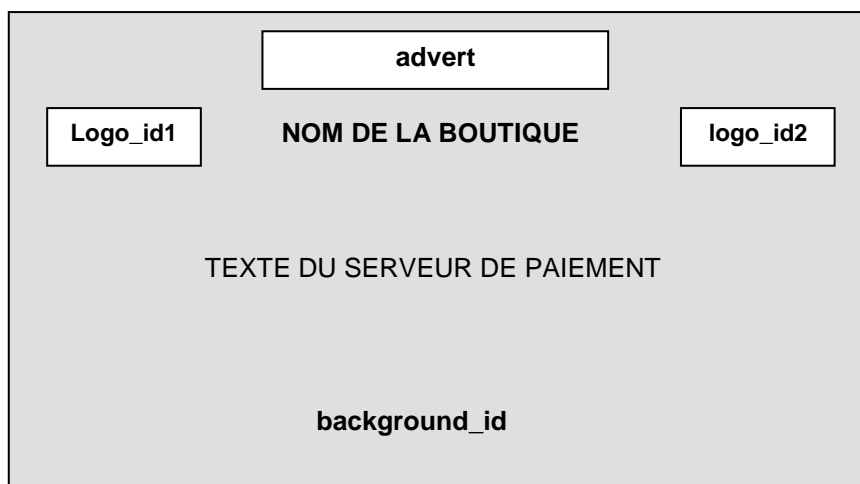 advert
Logo_id1 NOM DE LA BOUTIQUE logo_id2
TEXTE DU SERVEUR DE PAIEMENT
background_id